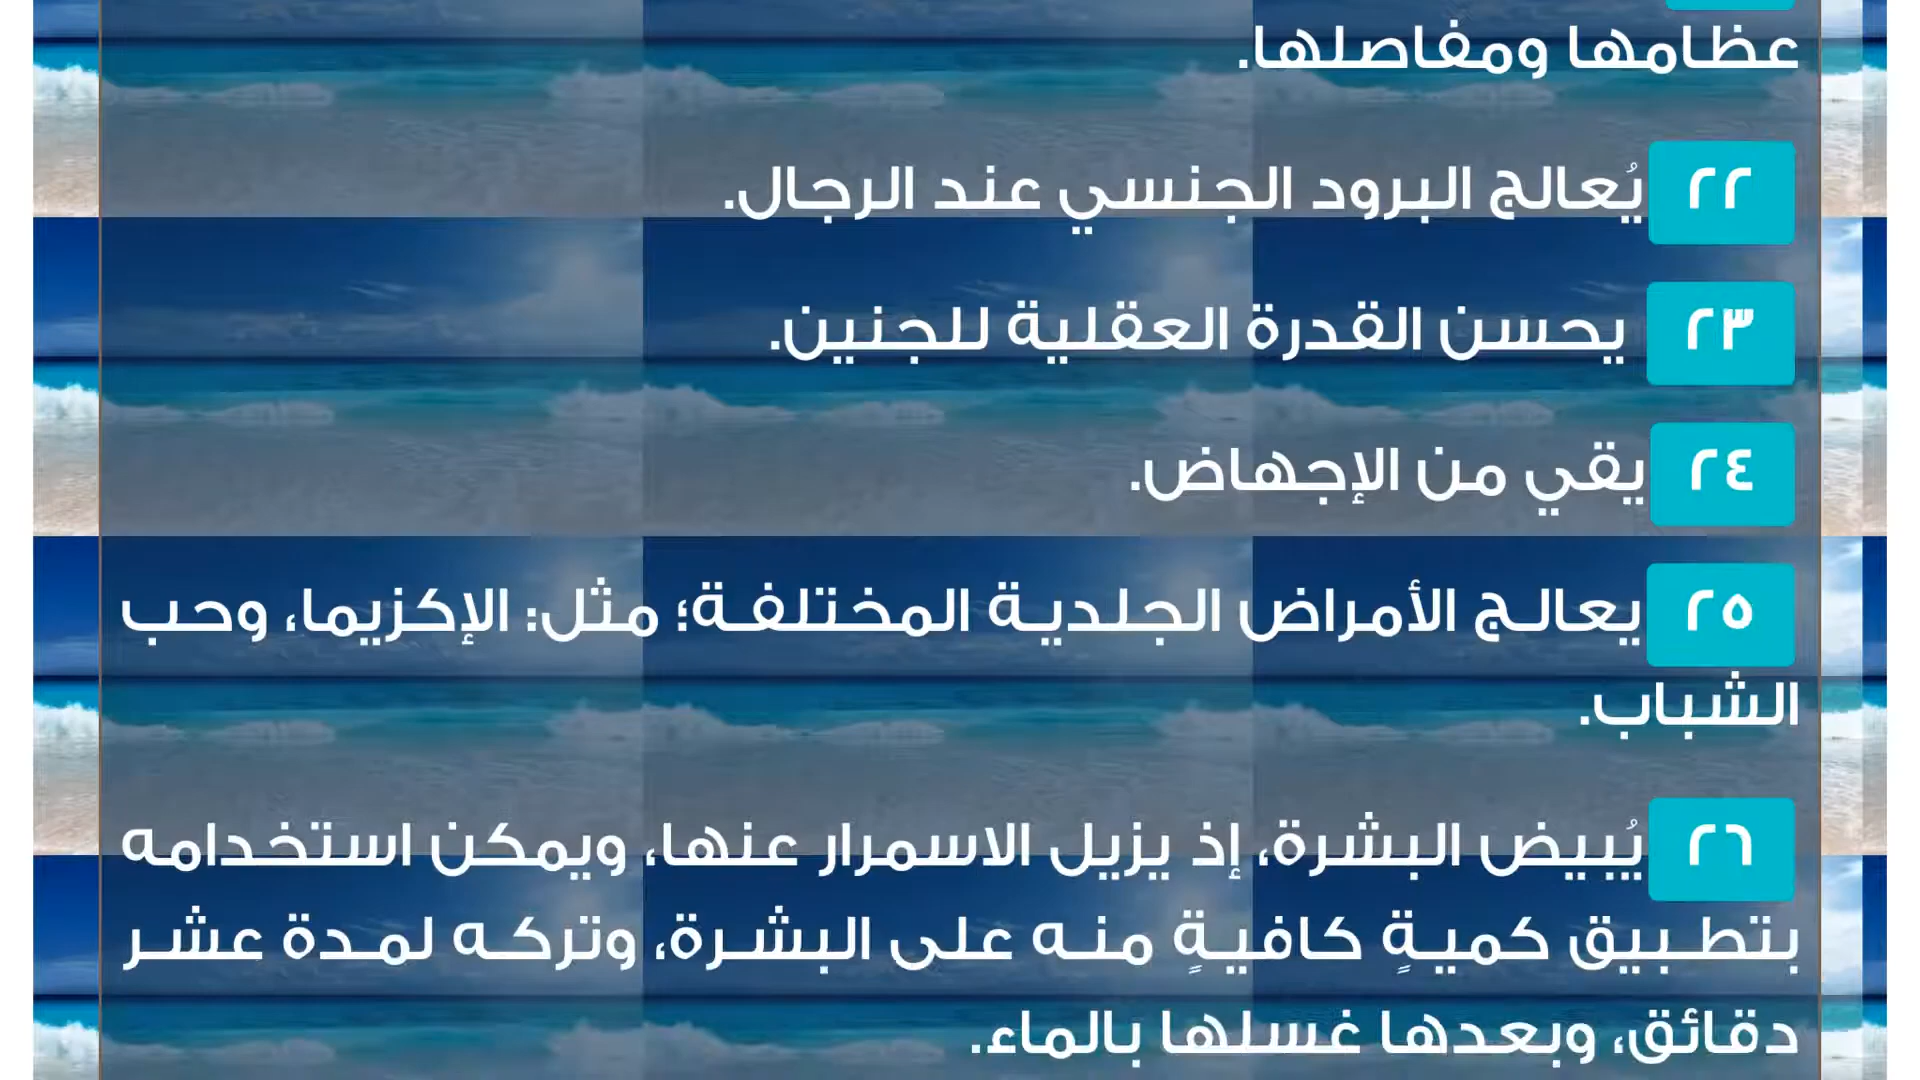 عظامها ومفاصلها.
٢٢ يُعالج البرود الجنسي عند الرجال.
٢٣ يحسن القدرة العقلية للجنين.
٢٤ يقي من الإجهاض.
٢٥ يعالج الأمراض الجلدية المختلفة؛ مثل: الإكزيما، وحب
الشباب.
٢٦ يُبيض البشرة، إذ يزيل الاسمرار عنها، ويمكن استخدامه
بتطبيق كميةٍ كافيةٍ منه على البشرة، وتركه لمدة عشر
دقائق، وبعدها غسلها بالماء.